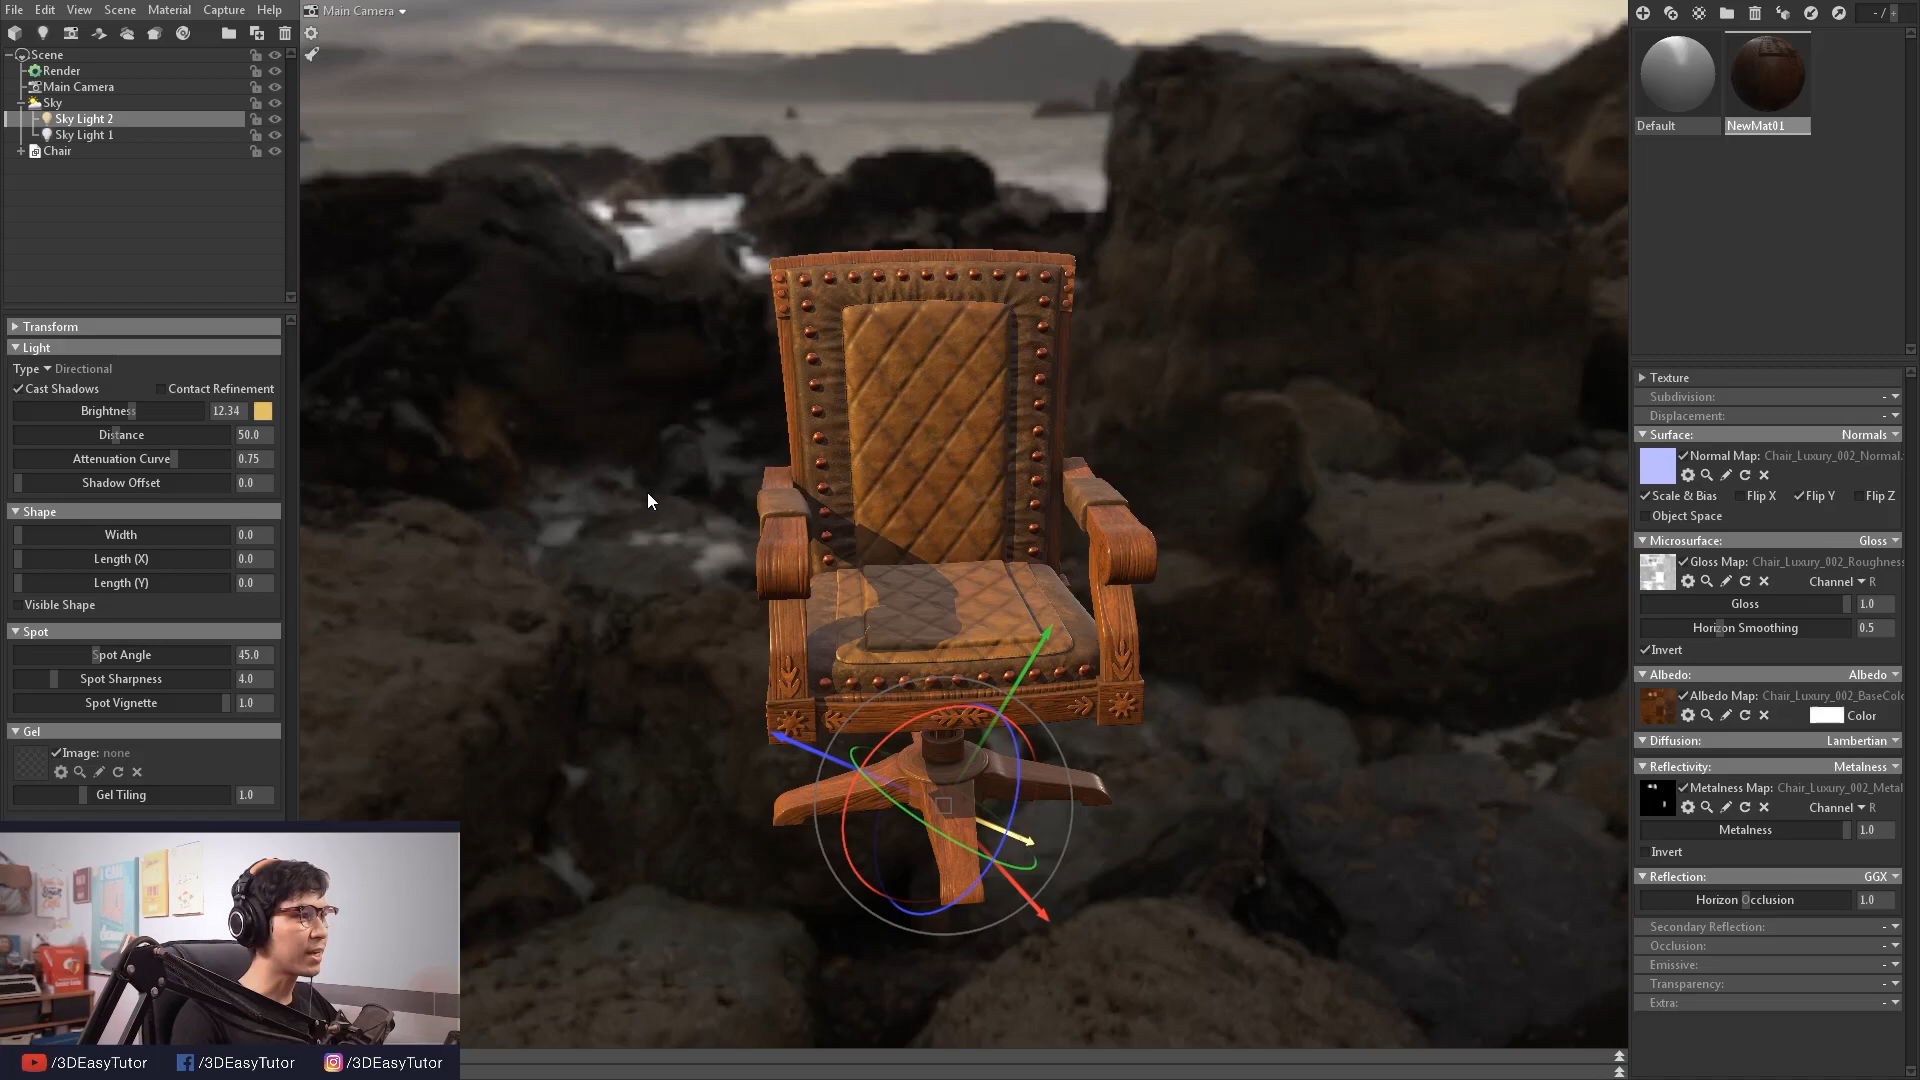 File Edit View Scene Material Capture Help
Main Camera
- / +
Scene
Render
Main Camera
Sky
Sky Light 2
Sky Light 1
Chair
Transform
Light
Type Directional
Cast Shadows Contact Refinement
Brightness 12.34
Distance 50.0
Attenuation Curve 0.75
Shadow Offset 0.0
Shape
Width 0.0
Length (X) 0.0
Length (Y) 0.0
Visible Shape
Spot
Spot Angle 45.0
Spot Sharpness 4.0
Spot Vignette 1.0
Gel
Image: none
Gel Tiling 1.0
/3DEasyTutor /3DEasyTutor /3DEasyTutor
Default NewMat01
Texture
Subdivision: -
Displacement: -
Surface: Normals
Normal Map: Chair_Luxury_002_Normal.
Scale & Bias Flip X Flip Y Flip Z
Object Space
Microsurface: Gloss
Gloss Map: Chair_Luxury_002_Roughness
Channel R
Gloss 1.0
Horizon Smoothing 0.5
Invert
Albedo: Albedo
Albedo Map: Chair_Luxury_002_BaseColo
Color
Diffusion: Lambertian
Reflectivity: Metalness
Metalness Map: Chair_Luxury_002_Metal
Channel R
Metalness 1.0
Invert
Reflection: GGX
Horizon Occlusion 1.0
Secondary Reflection: -
Occlusion: -
Emissive: -
Transparency: -
Extra: -